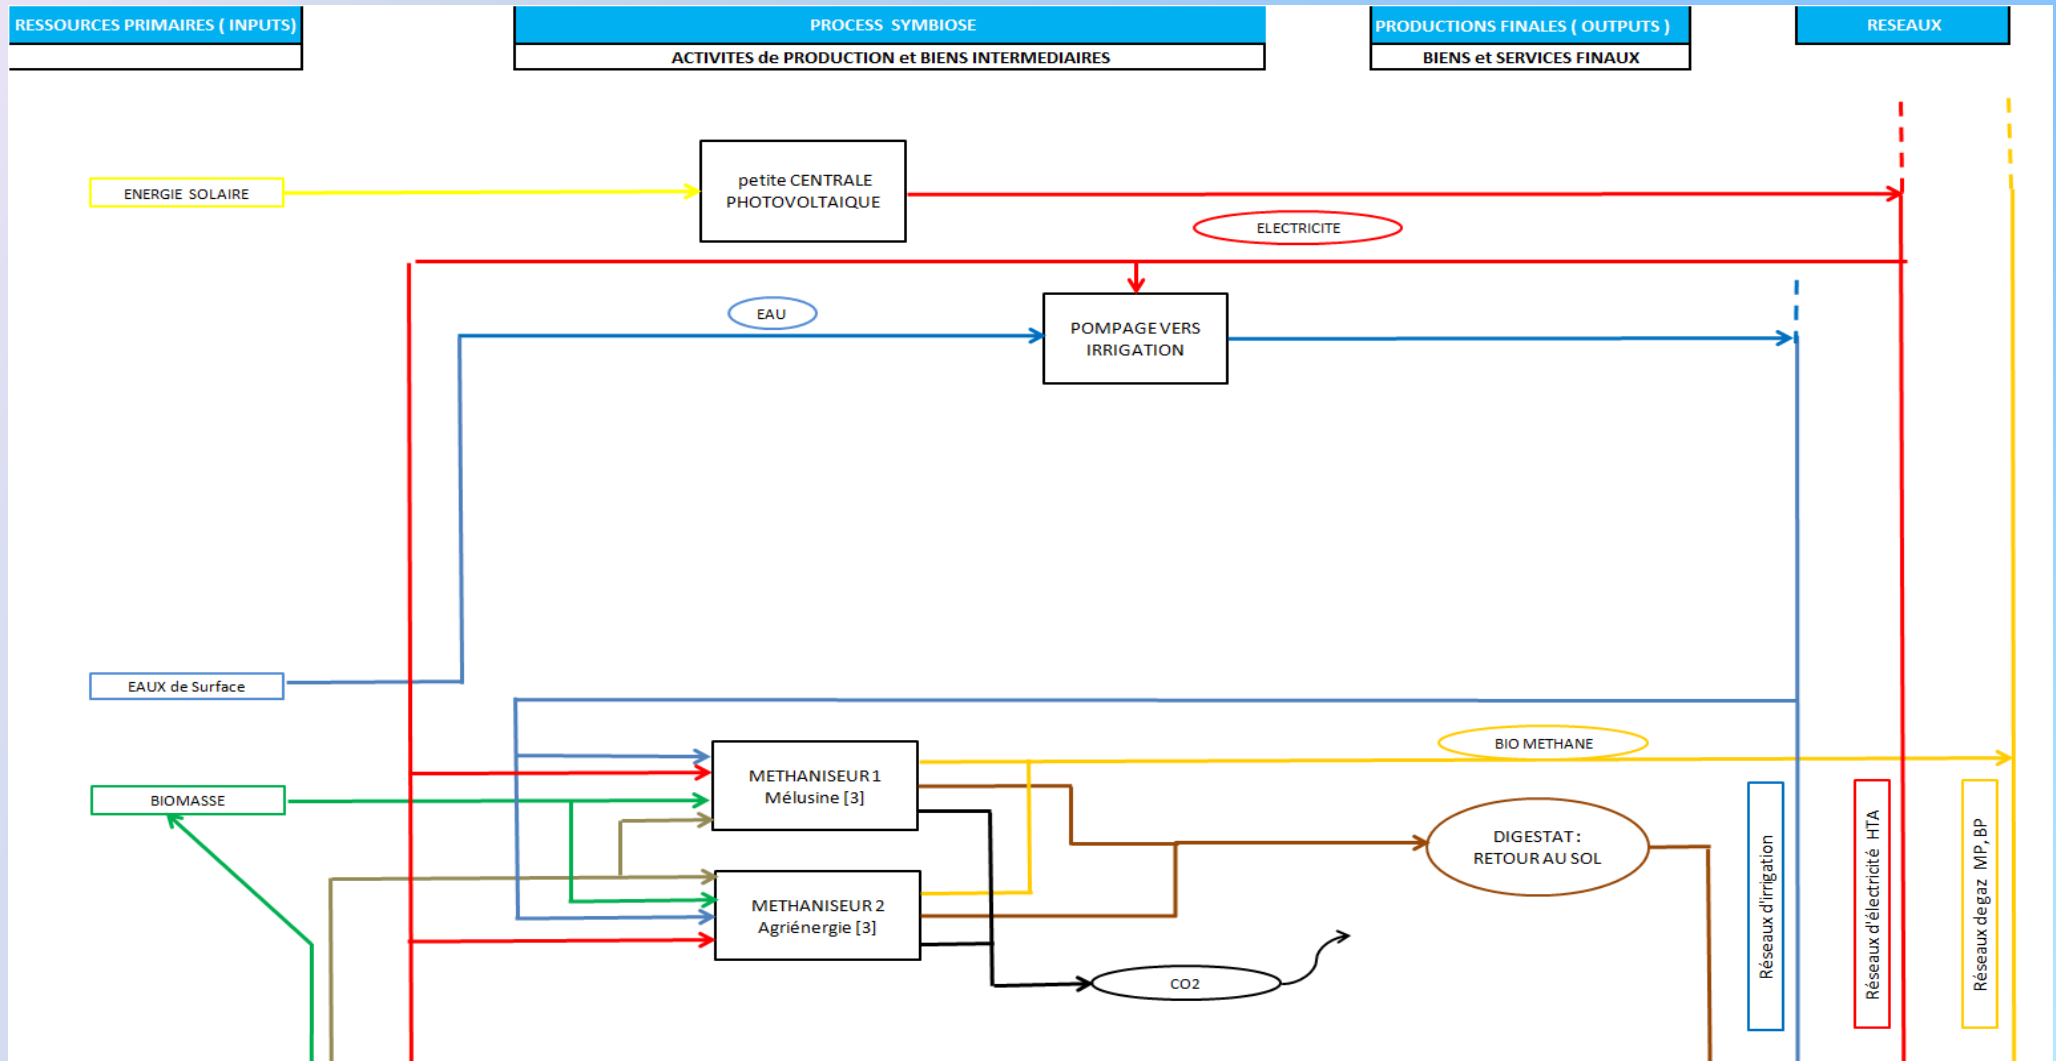 RESSOURCES PRIMAIRES ( INPUTS)
PROCESS SYMBIOSE
PRODUCTIONS FINALES ( OUTPUTS )
RESEAUX
ACTIVITES de PRODUCTION et BIENS INTERMEDIAIRES
BIENS et SERVICES FINAUX
ENERGIE SOLAIRE
petite CENTRALE
PHOTOVOLTAIQUE
ELECTRICITE
EAU
POMPAGE VERS
IRRIGATION
EAUX de Surface
BIO METHANE
METHANISEUR 1
Mélusine [3]
BIOMASSE
DIGESTAT :
RETOUR AU SOL
METHANISEUR 2
Agriénergie [3]
CO2
Réseaux d'irrigation
Réseaux d'électricité HTA
Réseaux degaz MP, BP